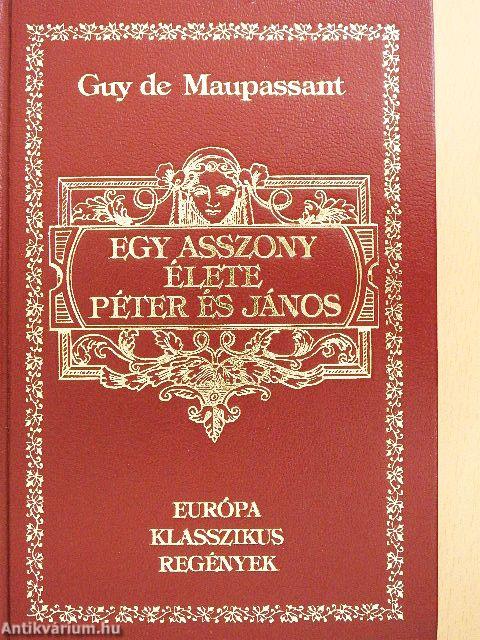 Guy de Maupassant
EGY ASSZONY
ÉLETE
PÉTER ÉS JÁNOS
EURÓPA
KLASSZIKUS
REGÉNYEK
Antikvarium.hu